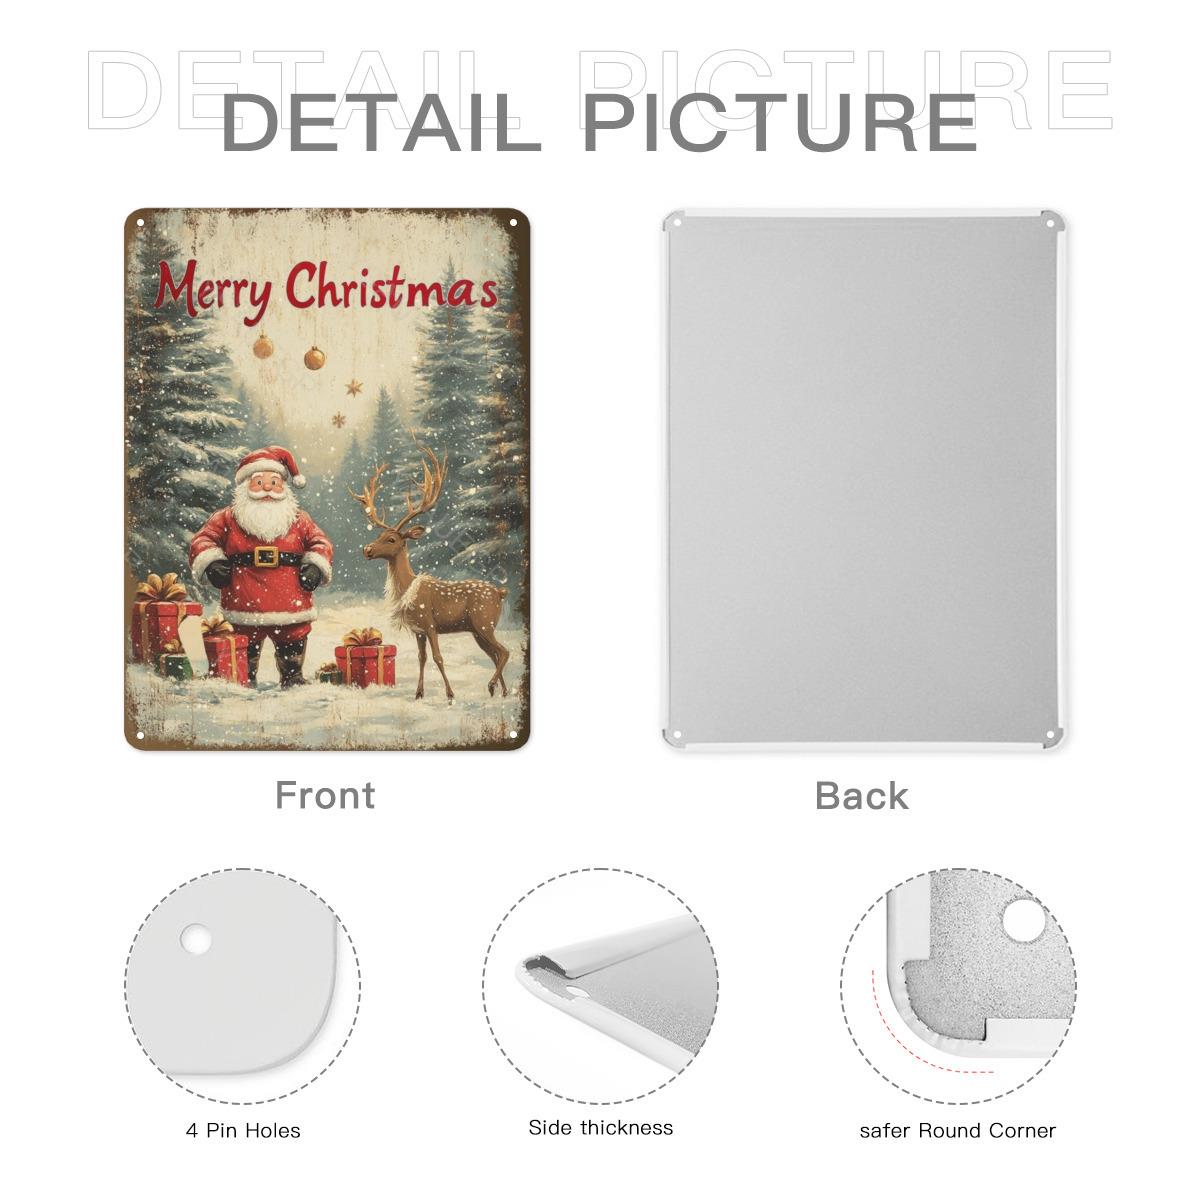 DETAIL PICTURE
DETAIL PICTURE
Merry Christmas
Front
Back
4 Pin Holes
Side thickness
safer Round Corner